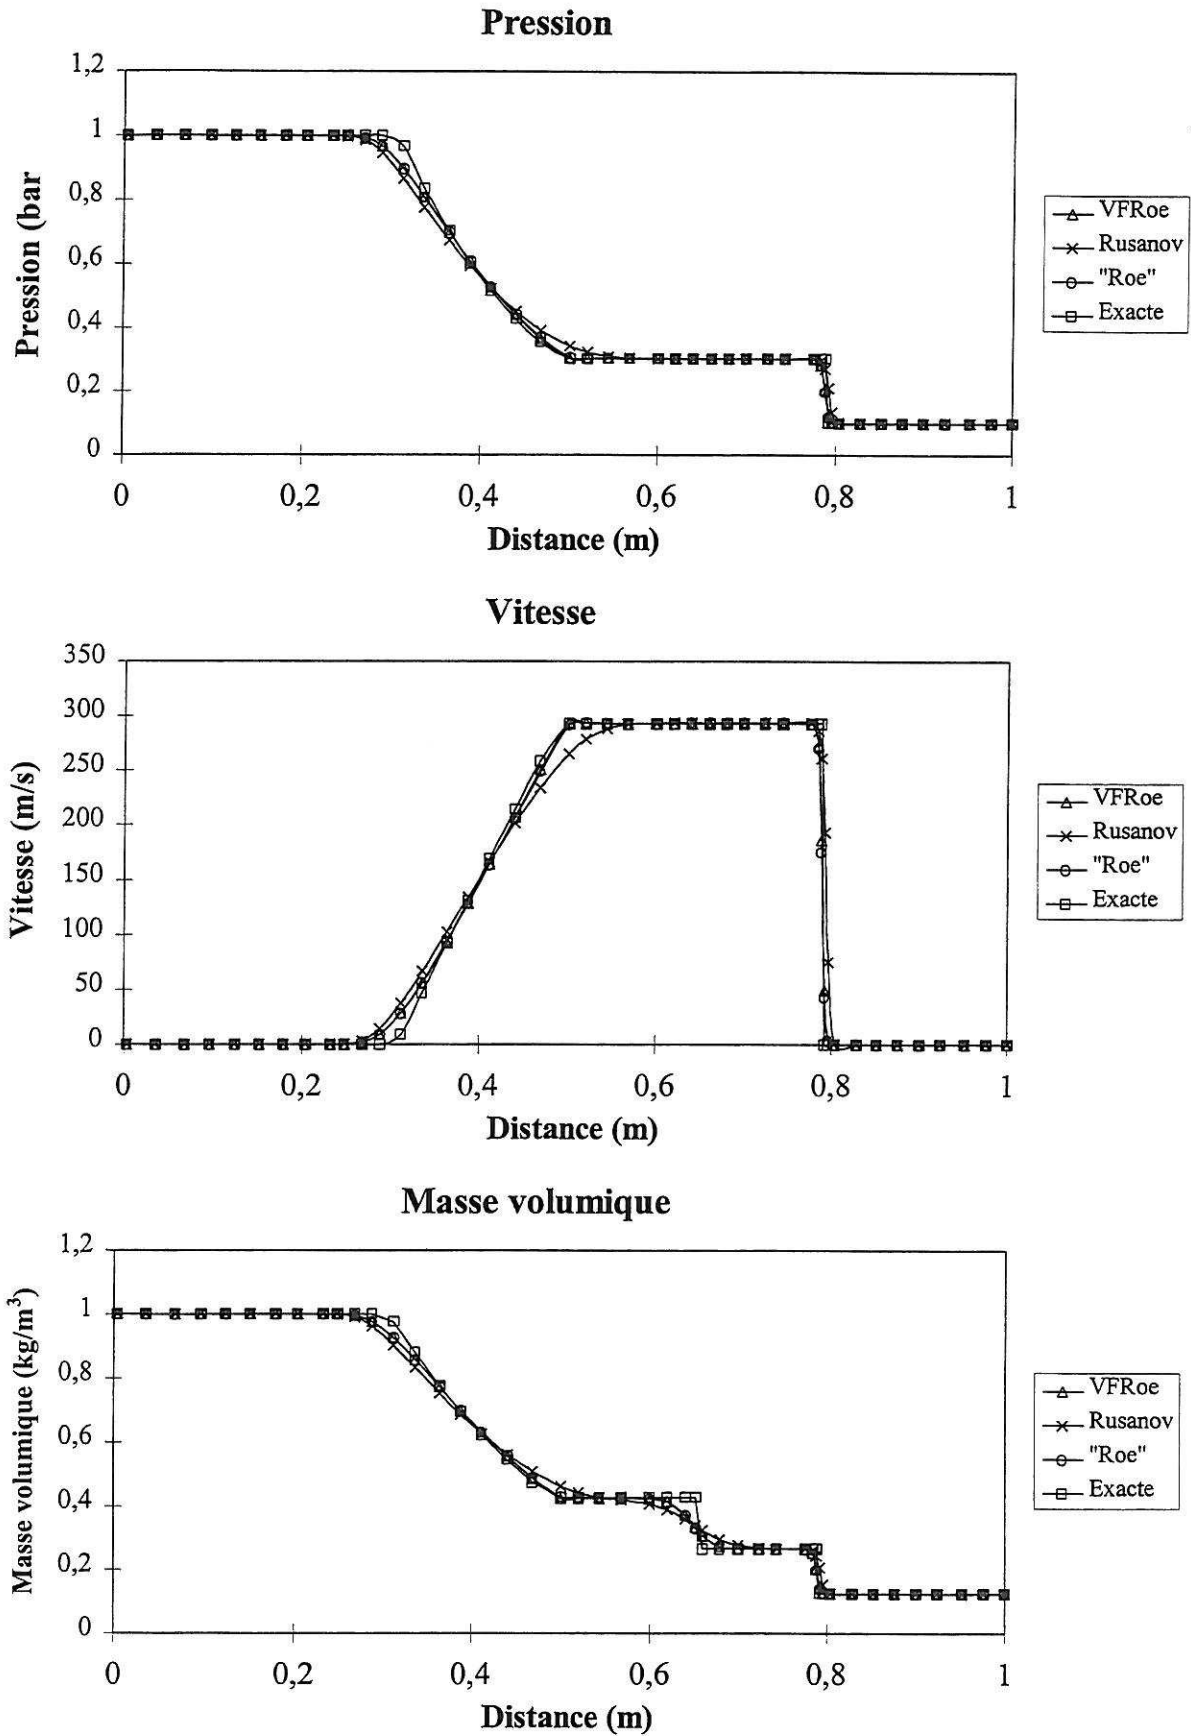 Pression
1,2
1
0,8
0,6
0,4
0,2
0
Pression (bar
0 0,2 0,4 0,6 0,8 1
Distance (m)
VFRoe
Rusanov
"Roe"
Exacte
Vitesse
350
300
250
200
150
100
50
0
Vitesse (m/s)
0 0,2 0,4 0,6 0,8 1
Distance (m)
VFRoe
Rusanov
"Roe"
Exacte
Masse volumique
1,2
1
0,8
0,6
0,4
0,2
0
Masse volumique (kg/m³)
0 0,2 0,4 0,6 0,8 1
Distance (m)
VFRoe
Rusanov
"Roe"
Exacte